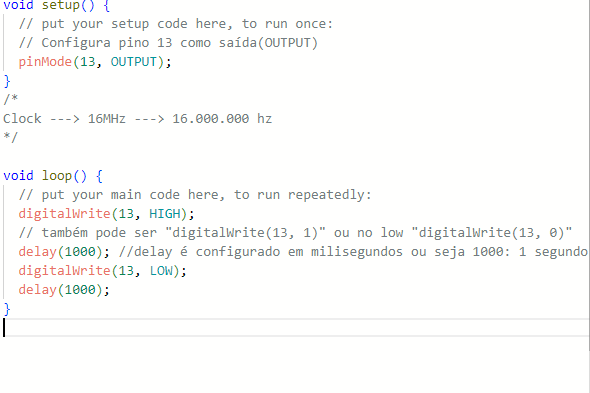 void setup() {
  // put your setup code here, to run once:
  // Configura pino 13 como saída(OUTPUT)
  pinMode(13, OUTPUT);
}
/*
Clock ---> 16MHz ---> 16.000.000 hz
*/
void loop() {
  // put your main code here, to run repeatedly:
  digitalWrite(13, HIGH);
  // também pode ser "digitalWrite(13, 1)" ou no low "digitalWrite(13, 0)"
  delay(1000); //delay é configurado em milisegundos ou seja 1000: 1 segundo
  digitalWrite(13, LOW);
  delay(1000);
}